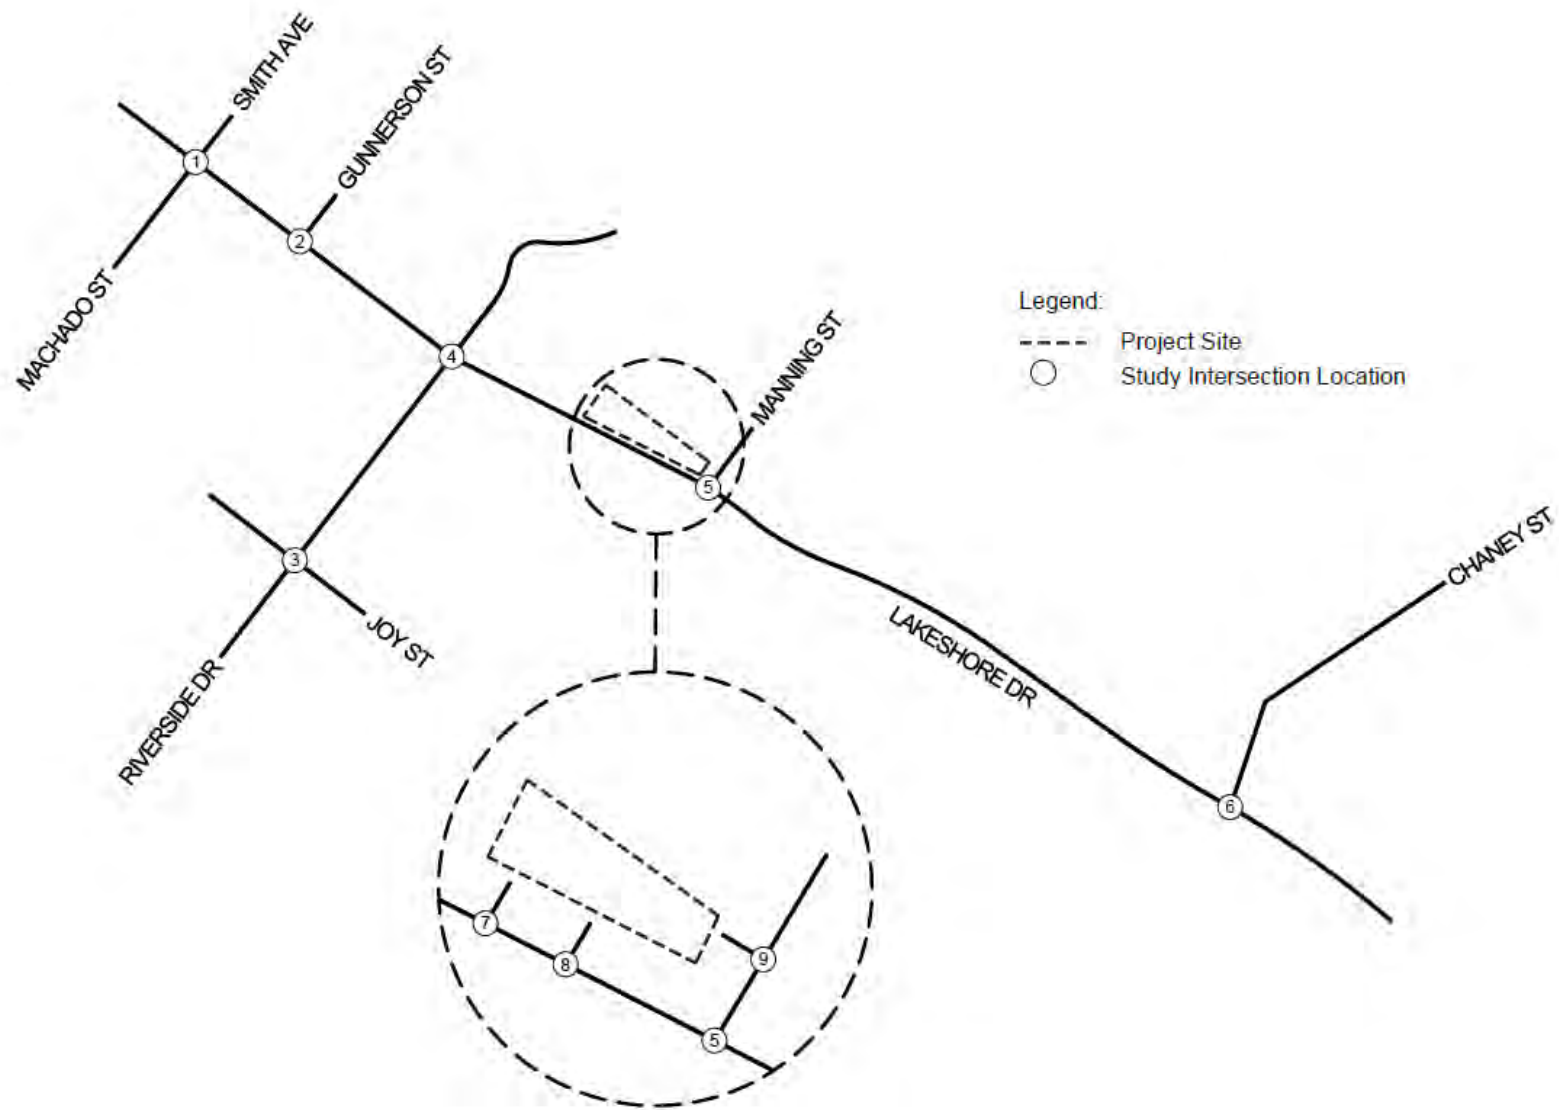 SMITH AVE
GUNNERSON ST
1
2
MACHADO ST
4
MANNING ST
Legend:
Project Site
Study Intersection Location
5
3
JOY ST
RIVERSIDE DR
LAKESHORE DR
CHANEY ST
6
7
8
9
5